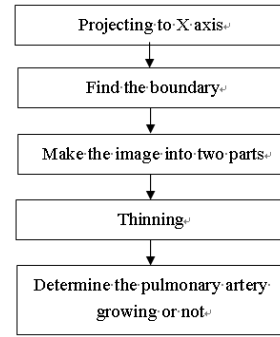 Projecting to X axis
Find the boundary
Make the image into two parts
Thinning
Determine the pulmonary artery
growing or not